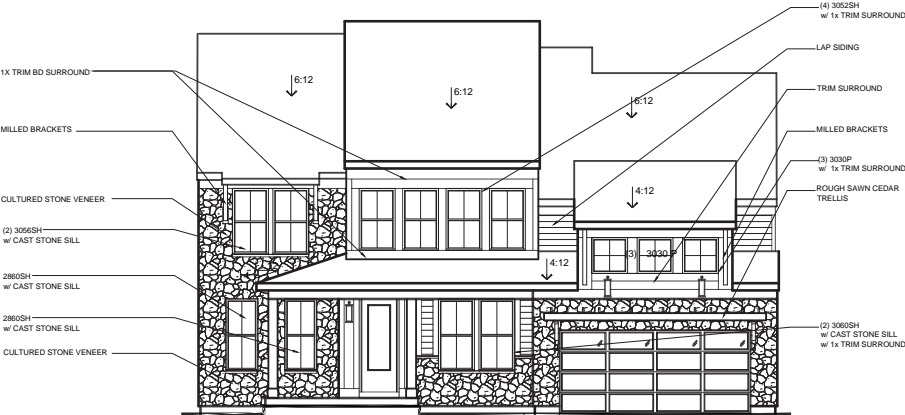 (4) 3052SH
w/ 1x TRIM SURROUND
LAP SIDING
1X TRIM BD SURROUND
6:12
6:12
6:12
TRIM SURROUND
MILLED BRACKETS
MILLED BRACKETS
(3) 3030P
w/ 1x TRIM SURROUND
ROUGH SAWN CEDAR
TRELLIS
4:12
CULTURED STONE VENEER
(2) 3056SH
w/ CAST STONE SILL
(3) 3030 P
4:12
2860SH
w/ CAST STONE SILL
2860SH
w/ CAST STONE SILL
(2) 3060SH
w/ CAST STONE SILL
w/ 1x TRIM SURROUND
CULTURED STONE VENEER